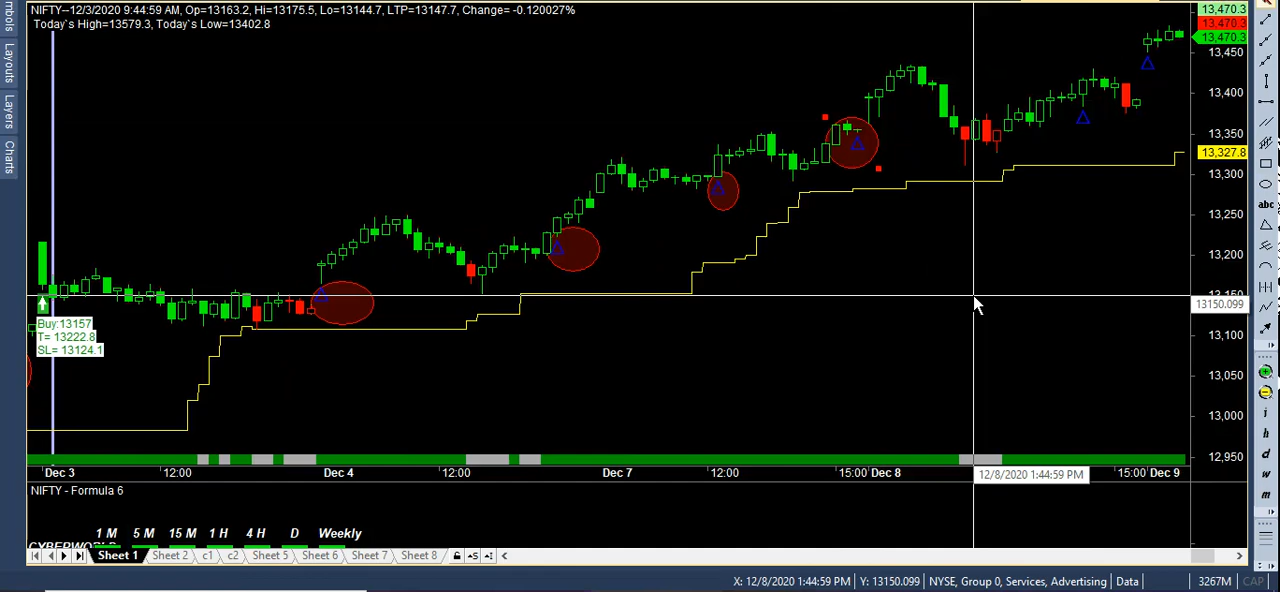 NIFTY--12/3/2020 9:44:59 AM, Op=13163.2, Hi=13175.5, Lo=13144.7, LTP=13147.7, Change= -0.120027%
Today`s High=13579.3, Today`s Low=13402.8
Layouts
Layers
Charts
13,470.3
13,470.3
13,470.3
13,450
13,400
13,350
13,327.8
13,300
13,250
13,200
13,150
13150.099
13,100
13,050
13,000
12,950
Buy:13157
T= 13222.8
SL= 13124.1
Dec 3 12:00 Dec 4 12:00 Dec 7 12:00 15:00 Dec 8 12/8/2020 1:44:59 PM 15:00 Dec 9
NIFTY - Formula 6
1 M 5 M 15 M 1 H 4 H D Weekly
Sheet 1 Sheet 2 c1 c2 Sheet 5 Sheet 6 Sheet 7 Sheet 8
X: 12/8/2020 1:44:59 PM Y: 13150.099 NYSE, Group 0, Services, Advertising Data 3267M CAP
abc
i
h
d
w
m